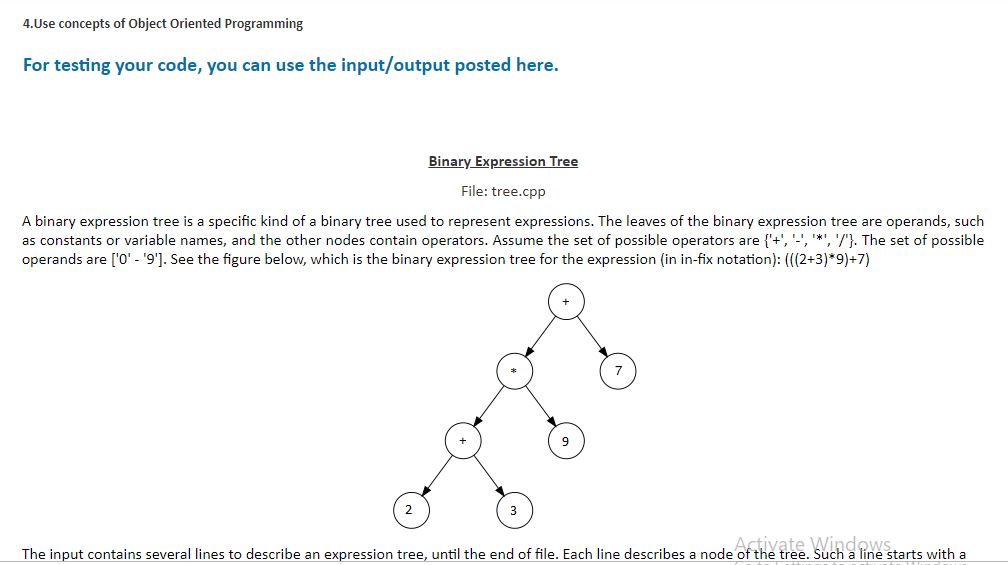 4.Use concepts of Object Oriented Programming
For testing your code, you can use the input/output posted here.
Binary Expression Tree
File: tree.cpp
A binary expression tree is a specific kind of a binary tree used to represent expressions. The leaves of the binary expression tree are operands, such
as constants or variable names, and the other nodes contain operators. Assume the set of possible operators are {'+', '-', '*', '/'}. The set of possible
operands are ['0' - '9']. See the figure below, which is the binary expression tree for the expression (in in-fix notation): (((2+3)*9)+7)
+
*
7
+
9
2
3
Activate Windows
The input contains several lines to describe an expression tree, until the end of file. Each line describes a node of the tree. Such a line starts with a